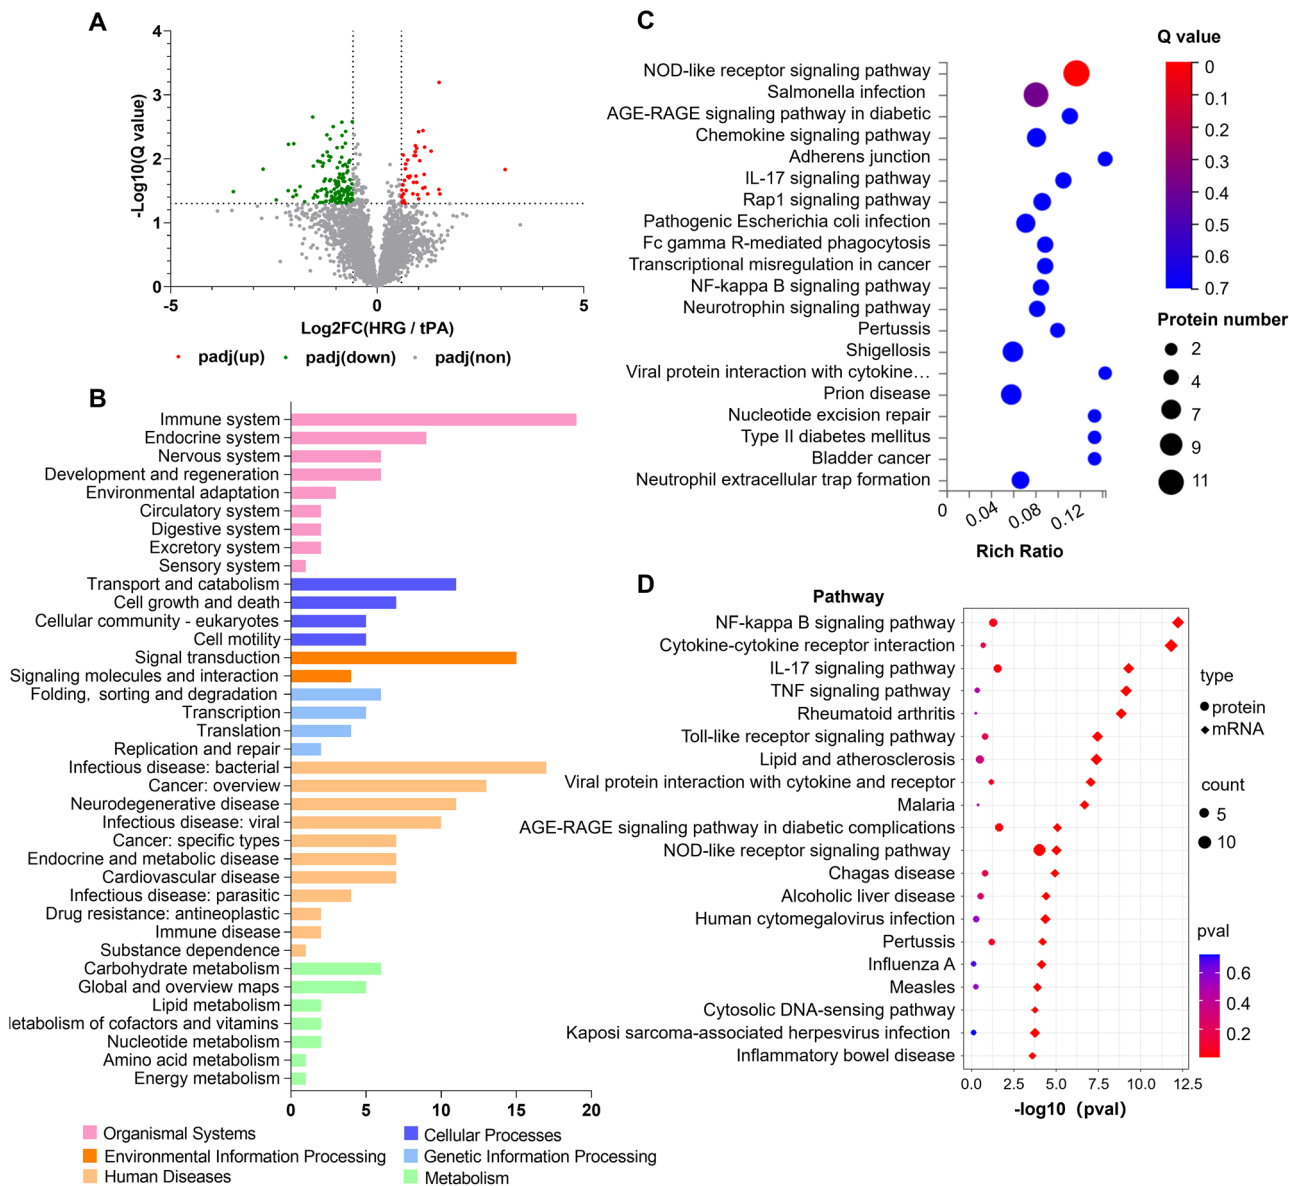 A
4
3
2
1
0
-Log10(Q value)
-5
0
5
Log2FC(HRG / tPA)
padj(up)
padj(down)
padj(non)
B
Immune system
Endocrine system
Nervous system
Development and regeneration
Environmental adaptation
Circulatory system
Digestive system
Excretory system
Sensory system
Transport and catabolism
Cell growth and death
Cellular community - eukaryotes
Cell motility
Signal transduction
Signaling molecules and interaction
Folding, sorting and degradation
Transcription
Translation
Replication and repair
Infectious disease: bacterial
Cancer: overview
Neurodegenerative disease
Infectious disease: viral
Cancer: specific types
Endocrine and metabolic disease
Cardiovascular disease
Infectious disease: parasitic
Drug resistance: antineoplastic
Immune disease
Substance dependence
Carbohydrate metabolism
Global and overview maps
Lipid metabolism
letabolism of cofactors and vitamins
Nucleotide metabolism
Amino acid metabolism
Energy metabolism
0 5 10 15 20
Organismal Systems
Cellular Processes
Environmental Information Processing
Genetic Information Processing
Human Diseases
Metabolism
C
NOD-like receptor signaling pathway
Salmonella infection
AGE-RAGE signaling pathway in diabetic
Chemokine signaling pathway
Adherens junction
IL-17 signaling pathway
Rap1 signaling pathway
Pathogenic Escherichia coli infection
Fc gamma R-mediated phagocytosis
Transcriptional misregulation in cancer
NF-kappa B signaling pathway
Neurotrophin signaling pathway
Pertussis
Shigellosis
Viral protein interaction with cytokine…
Prion disease
Nucleotide excision repair
Type II diabetes mellitus
Bladder cancer
Neutrophil extracellular trap formation
0 0.04 0.08 0.12
Rich Ratio
Q value
0
0.1
0.2
0.3
0.4
0.5
0.6
0.7
Protein number
2
4
7
9
11
D
Pathway
NF-kappa B signaling pathway
Cytokine-cytokine receptor interaction
IL-17 signaling pathway
TNF signaling pathway
Rheumatoid arthritis
Toll-like receptor signaling pathway
Lipid and atherosclerosis
Viral protein interaction with cytokine and receptor
Malaria
AGE-RAGE signaling pathway in diabetic complications
NOD-like receptor signaling pathway
Chagas disease
Alcoholic liver disease
Human cytomegalovirus infection
Pertussis
Influenza A
Measles
Cytosolic DNA-sensing pathway
Kaposi sarcoma-associated herpesvirus infection
Inflammatory bowel disease
0.0 2.5 5.0 7.5 10.0 12.5
-log10 (pval)
type
protein
mRNA
count
5
10
pval
0.6
0.4
0.2